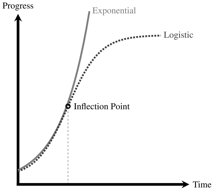 Progress
Exponential
Logistic
Inflection Point
Time